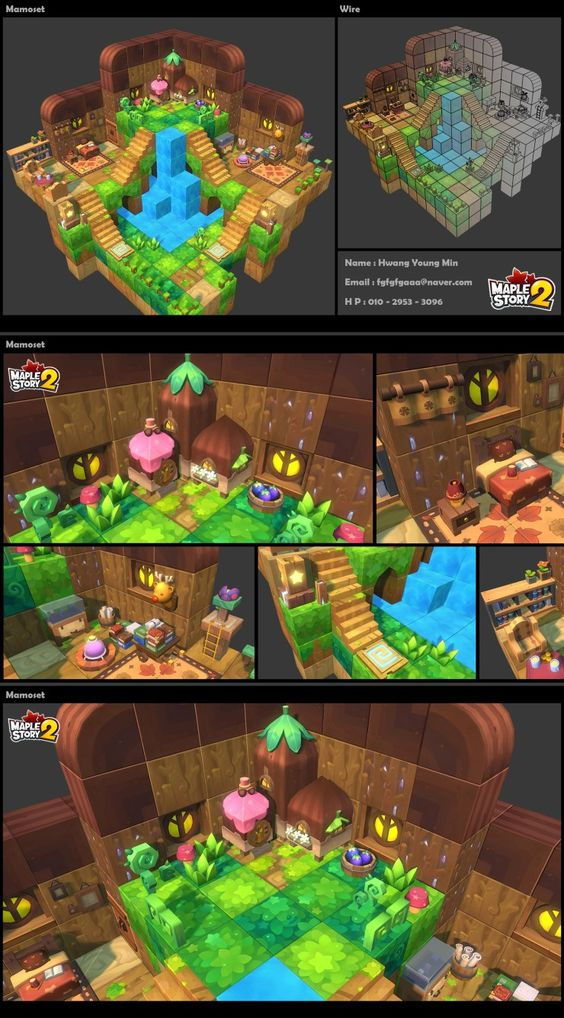 Mamoset
Wire
Name : Hwang Young Min
Email : fgfgfgaaa@naver.com
H P : 010 - 2953 - 3096
MAPLE
STORY 2
Mamoset
MAPLE
STORY 2
Mamoset
MAPLE
STORY 2